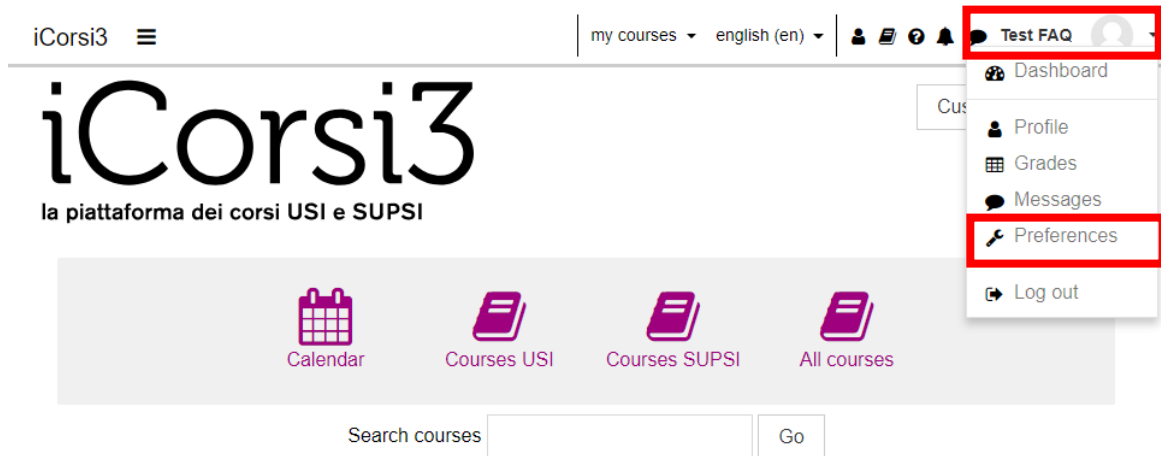 iCorsi3
my courses english (en) Test FAQ
Dashboard
iCorsi3
Cus
Profile
Grades
la piattaforma dei corsi USI e SUPSI
Messages
Preferences
Log out
Calendar Courses USI Courses SUPSI All courses
Search courses Go